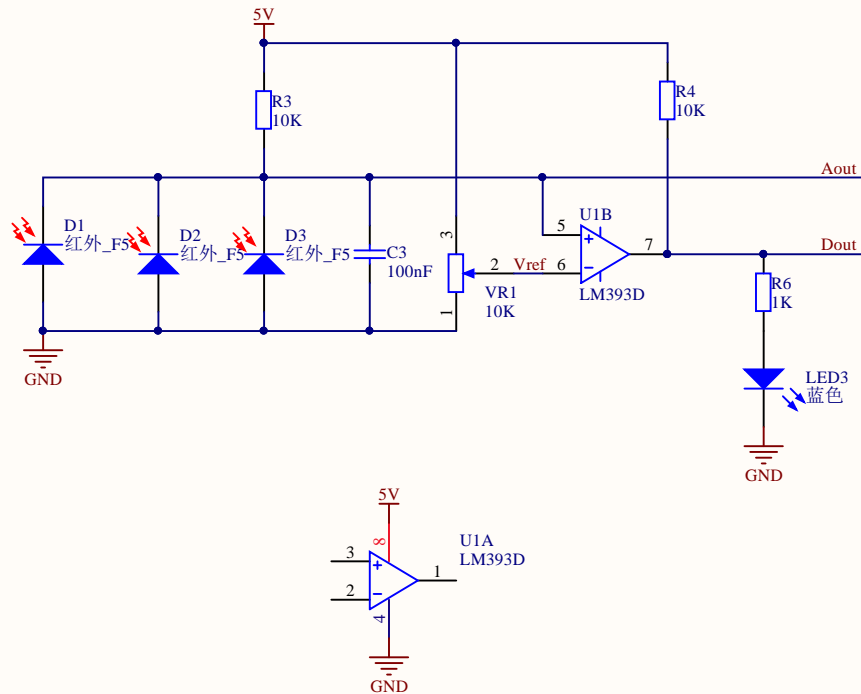 5V
R3
10K
R4
10K
Aout
D1
红外_F5
D2
红外_F5
D3
红外_F5
C3
100nF
3
2
1
VR1
10K
Vref
U1B
5
6
7
LM393D
Dout
R6
1K
LED3
蓝色
GND
GND
5V
8
U1A
LM393D
3
2
1
4
GND